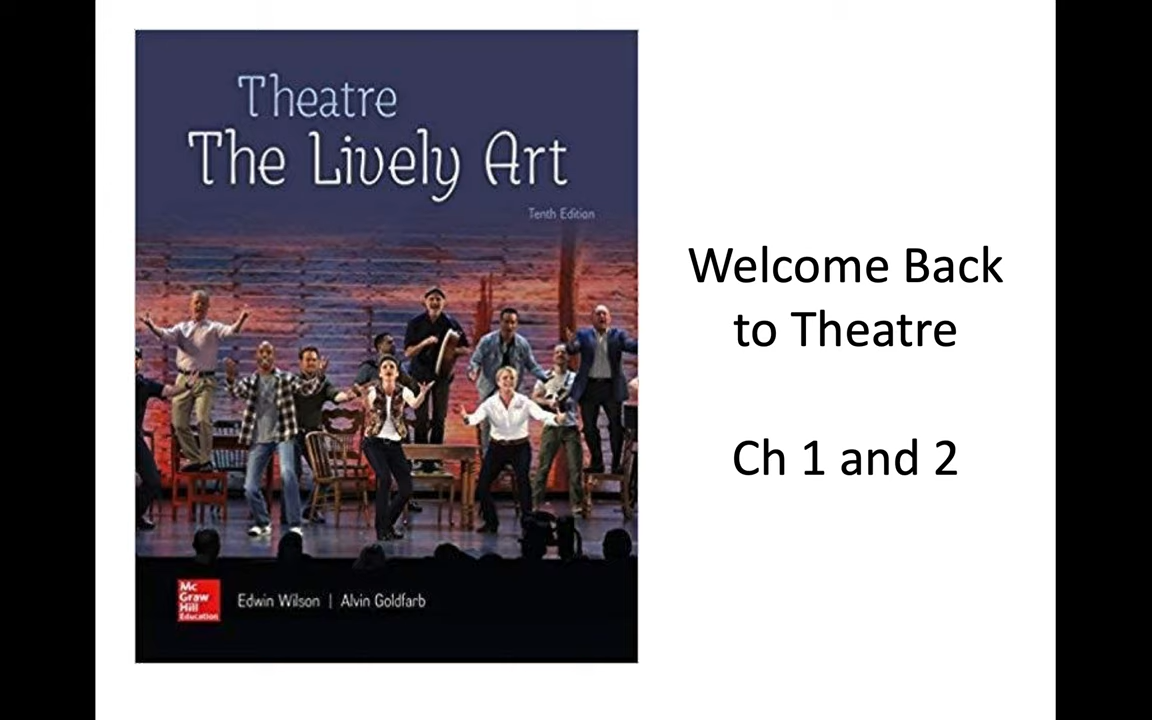 Theatre
The Lively Art
Tenth Edition
Mc
Graw
Hill
Education
Edwin Wilson | Alvin Goldfarb
Welcome Back
to Theatre
Ch 1 and 2